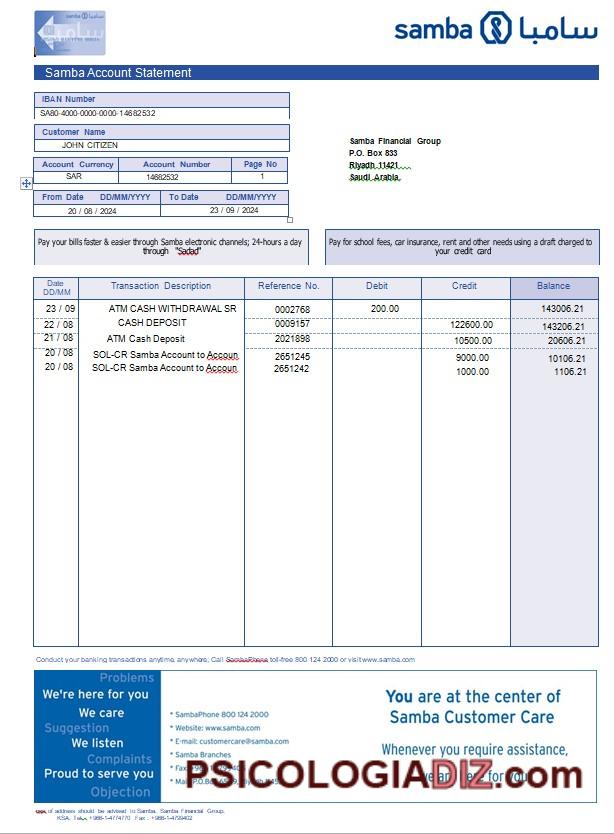 samba سامبا
samba سامبا
Samba Account Statement
IBAN Number
SA80-4000-0000-0000-14682532
Customer Name
JOHN CITIZEN
Account Currency Account Number Page No
SAR 14682532 1
From Date DD/MM/YYYY To Date DD/MM/YYYY
20 / 08 / 2024 23 / 09 / 2024
Samba Financial Group
P.O. Box 833
Riyadh 11421
Saudi Arabia,
Pay your bills faster & easier through Samba electronic channels; 24-hours a day
through "Sadad"
Pay for school fees, car insurance, rent and other needs using a draft charged to
your credit card
Date DD/MM Transaction Description Reference No. Debit Credit Balance
23 / 09 ATM CASH WITHDRAWAL SR 0002768 200.00 143006.21
22 / 08 CASH DEPOSIT 0009157 122600.00 143206.21
21 / 08 ATM Cash Deposit 2021898 10500.00 20606.21
20 / 08 SOL-CR Samba Account to Accoun 2651245 9000.00 10106.21
20 / 08 SOL-CR Samba Account to Accoun 2651242 1000.00 1106.21
Conduct your banking transactions anytime, anywhere; Call SambaPhone toll-free 800 124 2000 or visit www.samba.com
Problems
We're here for you
We care
Suggestion
We listen
Complaints
Proud to serve you
Objection
* SambaPhone 800 124 2000
* Website: www.samba.com
* E-mail: customercare@samba.com
* Samba Branches
You are at the center of
Samba Customer Care
Whenever you require assistance,
we are here for you
PSICOLOGIADIZ.com
of address should be advised to Samba, Samba Financial Group,
KSA, Tel. +966-1-4774770 Fax : +966-1-4799402